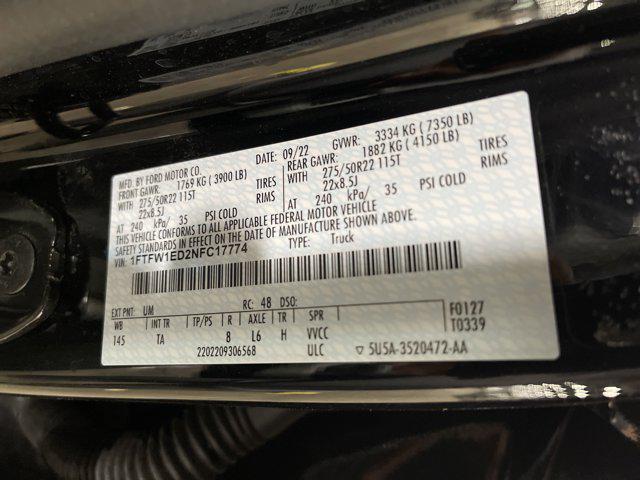 MFD. BY FORD MOTOR CO.
DATE: 09/22 GVWR: 3334 KG ( 7350 LB)
FRONT GAWR: 1769 KG ( 3900 LB) REAR GAWR: 1882 KG ( 4150 LB)
WITH 275/50R22 115T TIRES WITH 275/50R22 115T TIRES
22x8.5J RIMS 22x8.5J RIMS
AT 240 kPa/ 35 PSI COLD AT 240 kPa/ 35 PSI COLD
THIS VEHICLE CONFORMS TO ALL APPLICABLE FEDERAL MOTOR VEHICLE
SAFETY STANDARDS IN EFFECT ON THE DATE OF MANUFACTURE SHOWN ABOVE.
VIN: 1FTFW1ED2NFC17774 TYPE: Truck
EXT PNT: UM RC: 48 DSO: F0127
WB INT TR TP/PS R AXLE TR SPR T0339
145 TA 8 L6 H VVCC
2202209306568 ULC ▽ 5U5A-3520472-AA